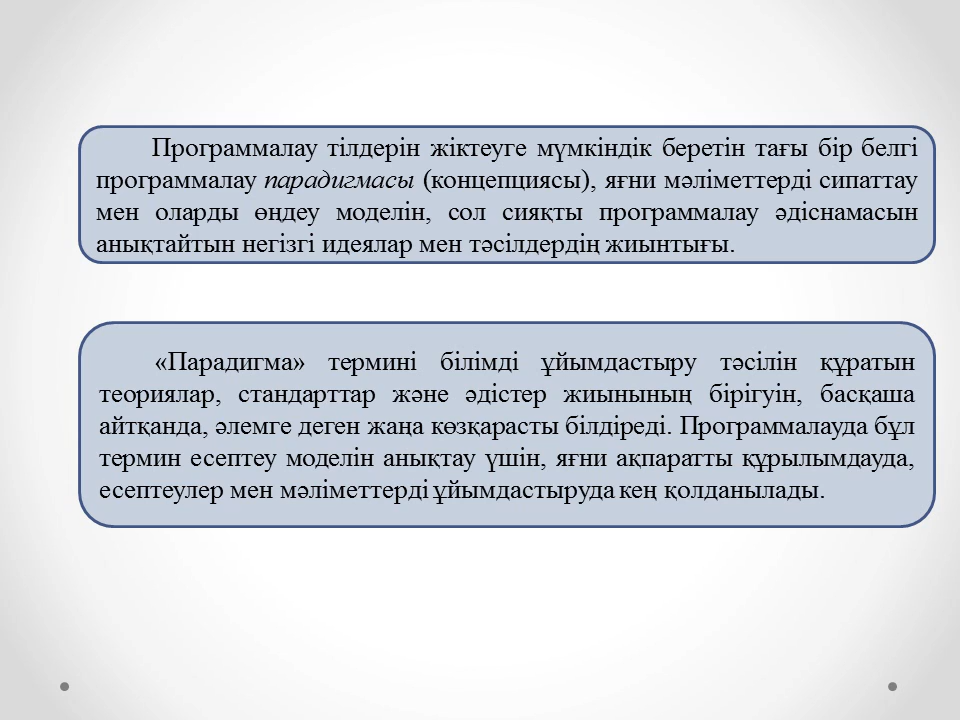 Программалау тілдерін жіктеуге мүмкіндік беретін тағы бір белгі
программалау парадигмасы (концепциясы), яғни мәліметтерді сипаттау
мен оларды өңдеу моделін, сол сияқты программалау әдіснамасын
анықтайтын негізгі идеялар мен тәсілдердің жиынтығы.
«Парадигма» термині білімді ұйымдастыру тәсілін құратын
теориялар, стандарттар және әдістер жиынының бірігуін, басқаша
айтқанда, әлемге деген жаңа көзқарасты білдіреді. Программалауда бұл
термин есептеу моделін анықтау үшін, яғни ақпаратты құрылымдауда,
есептеулер мен мәліметтерді ұйымдастыруда кең қолданылады.